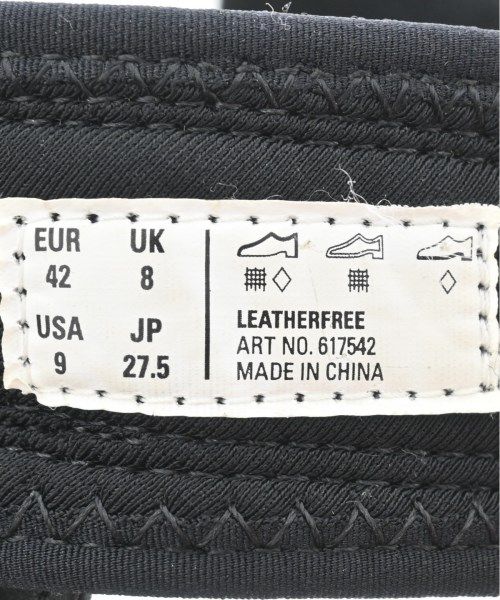 EUR UK
42 8
USA JP
9 27.5
LEATHERFREE
ART NO. 617542
MADE IN CHINA